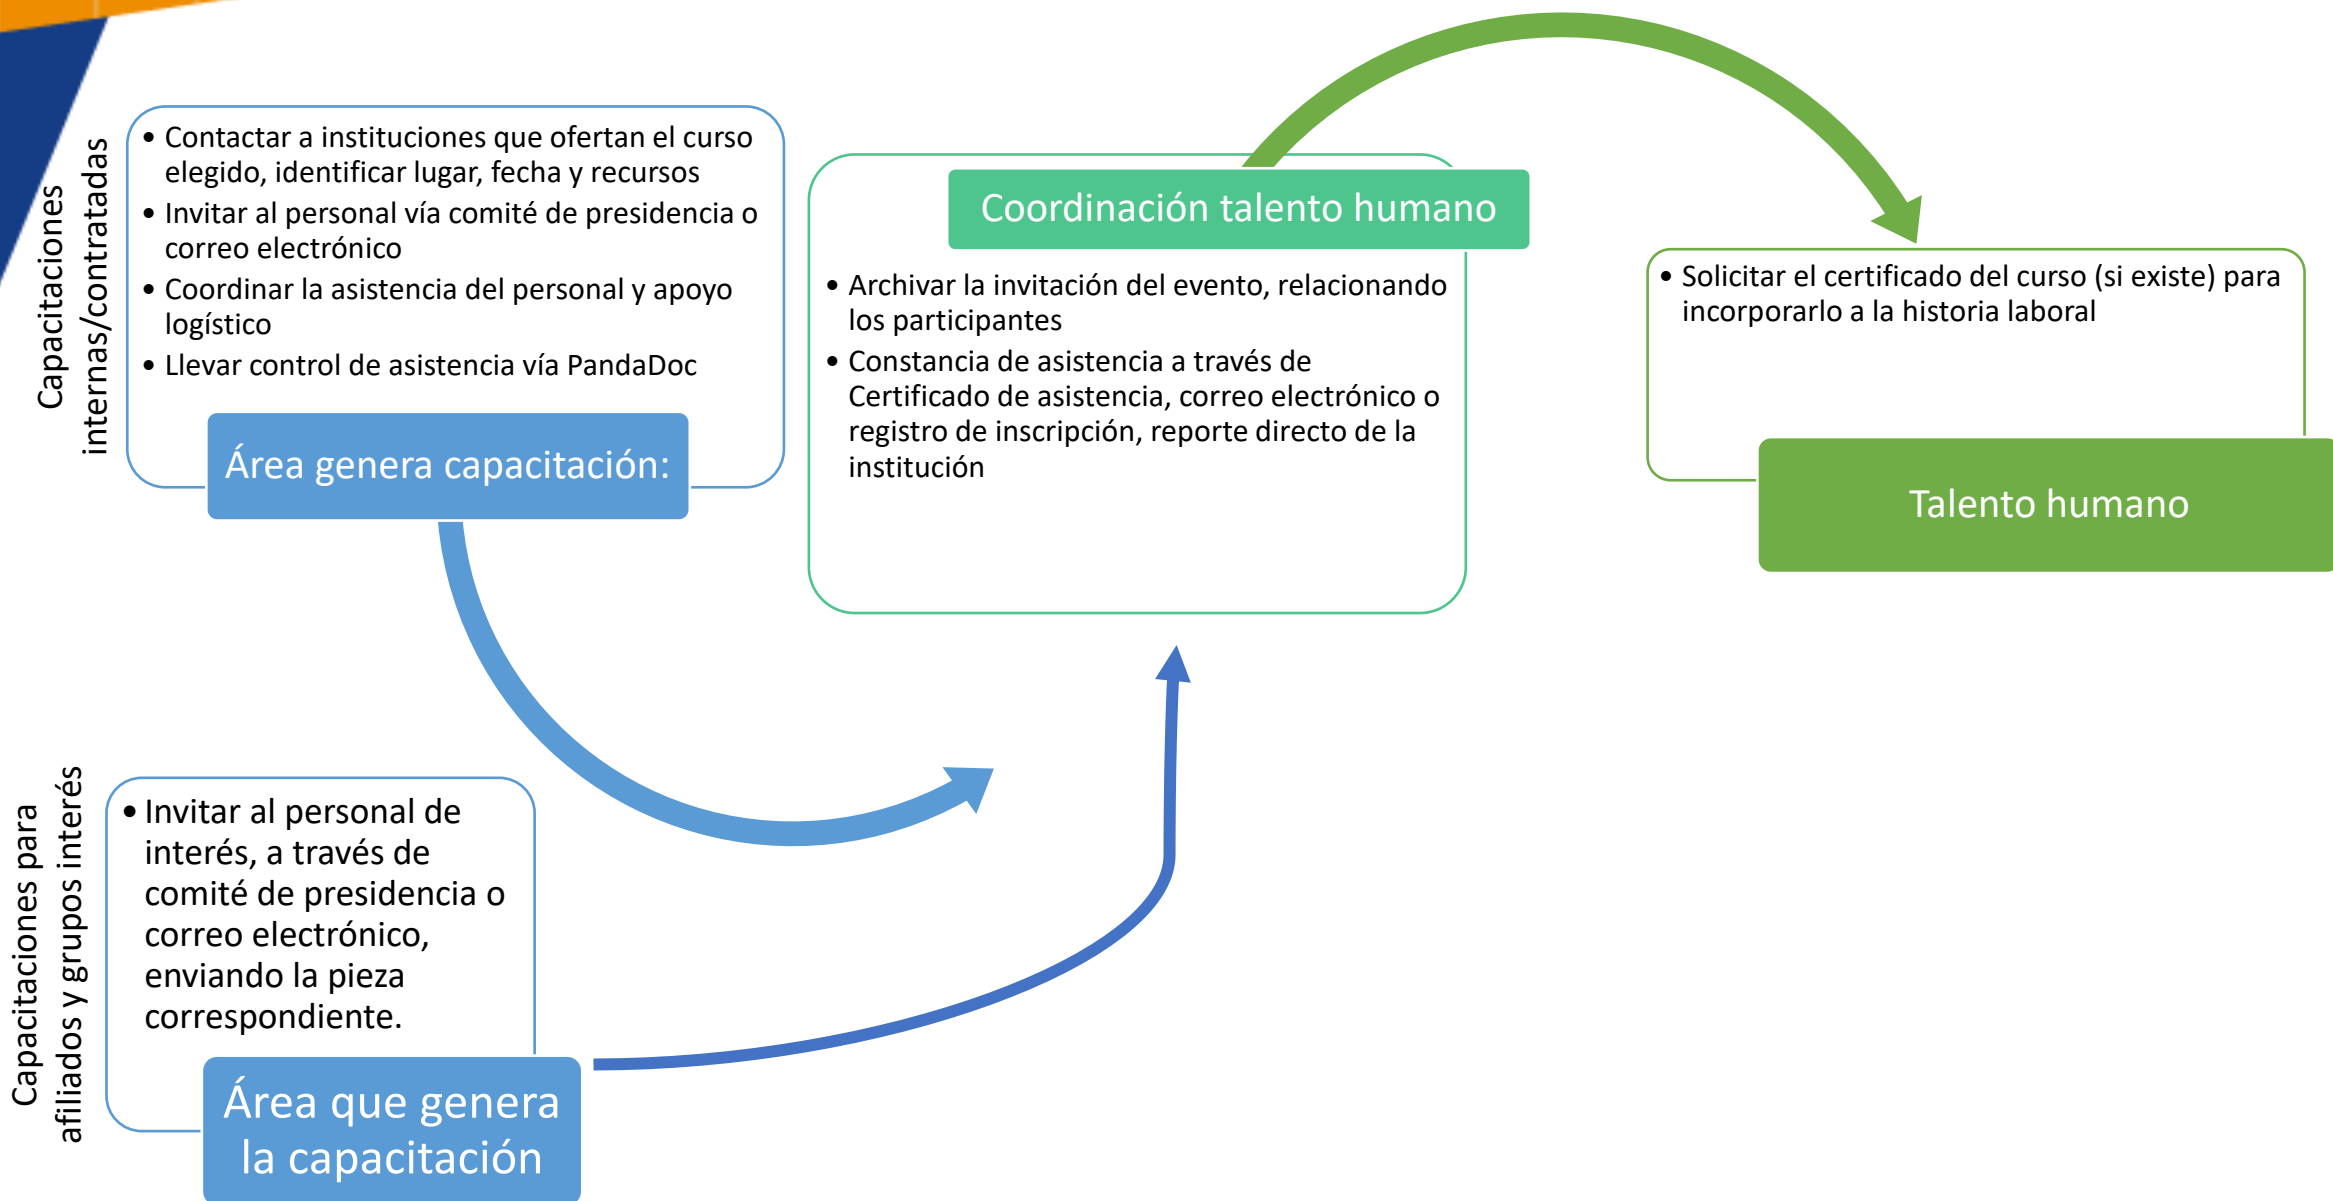 Capacitaciones
internas/contratadas
• Contactar a instituciones que ofertan el curso
elegido, identificar lugar, fecha y recursos
• Invitar al personal vía comité de presidencia o
correo electrónico
• Coordinar la asistencia del personal y apoyo
logístico
• Llevar control de asistencia vía PandaDoc
Área genera capacitación:
Coordinación talento humano
• Archivar la invitación del evento, relacionando
los participantes
• Constancia de asistencia a través de
Certificado de asistencia, correo electrónico o
registro de inscripción, reporte directo de la
institución
• Solicitar el certificado del curso (si existe) para
incorporarlo a la historia laboral
Talento humano
Capacitaciones para
afiliados y grupos interés
• Invitar al personal de
interés, a través de
comité de presidencia o
correo electrónico,
enviando la pieza
correspondiente.
Área que genera
la capacitación